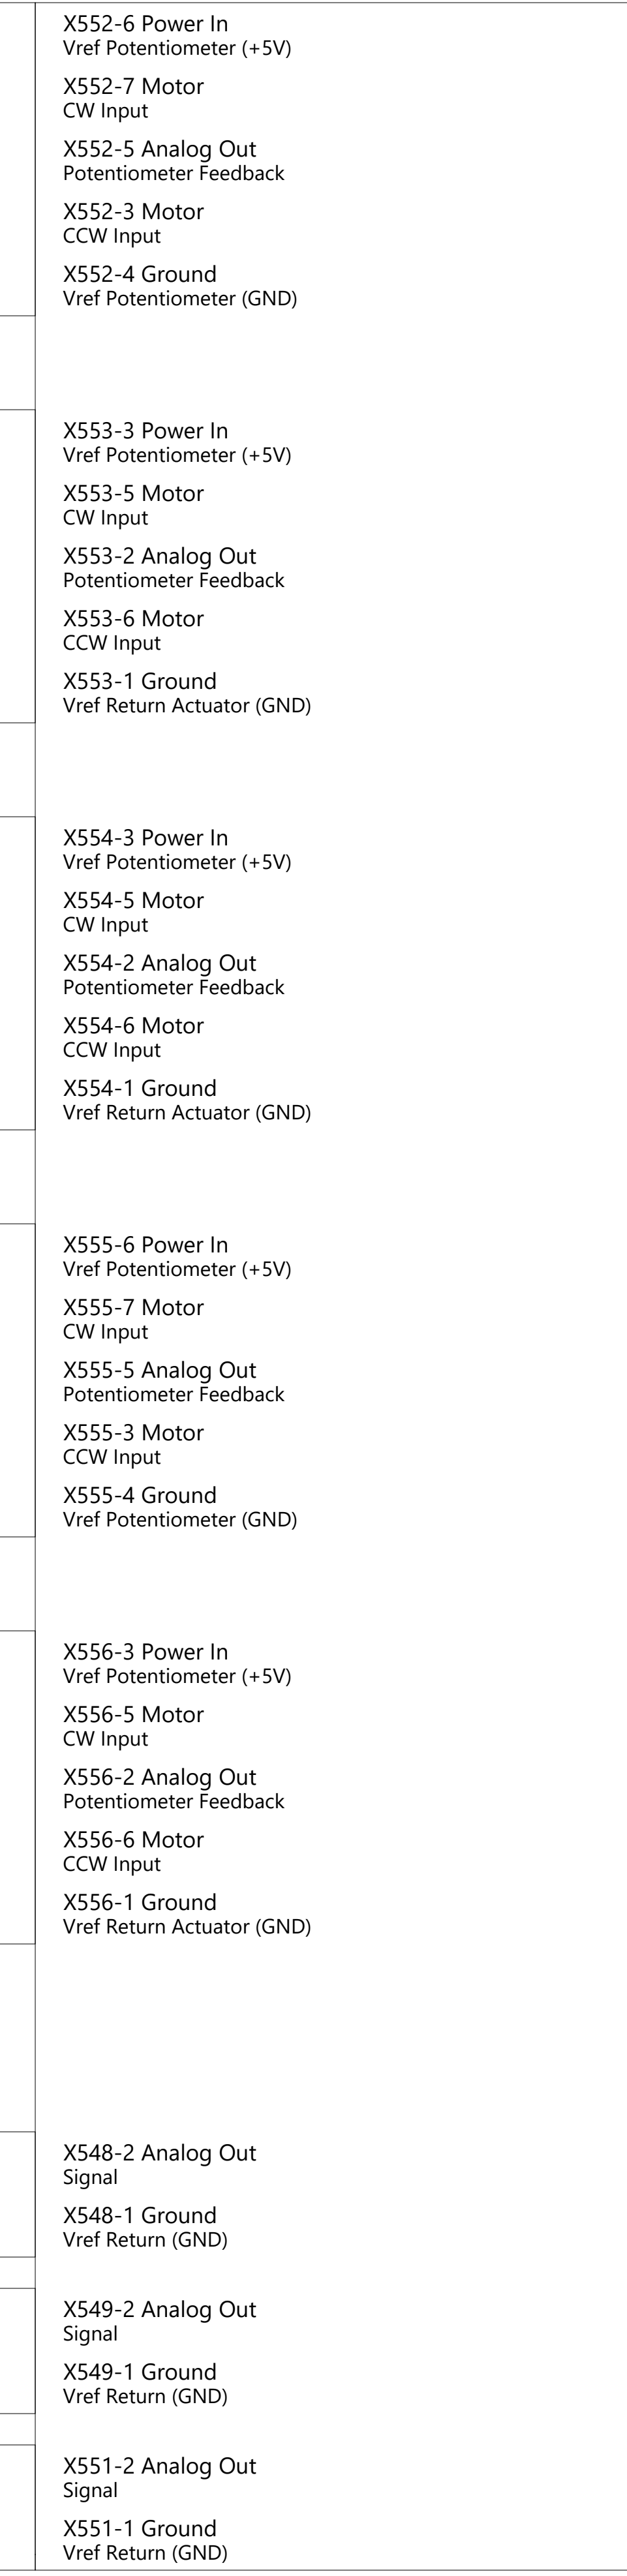 X552-6 Power In
Vref Potentiometer (+5V)
X552-7 Motor
CW Input
X552-5 Analog Out
Potentiometer Feedback
X552-3 Motor
CCW Input
X552-4 Ground
Vref Potentiometer (GND)
X553-3 Power In
Vref Potentiometer (+5V)
X553-5 Motor
CW Input
X553-2 Analog Out
Potentiometer Feedback
X553-6 Motor
CCW Input
X553-1 Ground
Vref Return Actuator (GND)
X554-3 Power In
Vref Potentiometer (+5V)
X554-5 Motor
CW Input
X554-2 Analog Out
Potentiometer Feedback
X554-6 Motor
CCW Input
X554-1 Ground
Vref Return Actuator (GND)
X555-6 Power In
Vref Potentiometer (+5V)
X555-7 Motor
CW Input
X555-5 Analog Out
Potentiometer Feedback
X555-3 Motor
CCW Input
X555-4 Ground
Vref Potentiometer (GND)
X556-3 Power In
Vref Potentiometer (+5V)
X556-5 Motor
CW Input
X556-2 Analog Out
Potentiometer Feedback
X556-6 Motor
CCW Input
X556-1 Ground
Vref Return Actuator (GND)
X548-2 Analog Out
Signal
X548-1 Ground
Vref Return (GND)
X549-2 Analog Out
Signal
X549-1 Ground
Vref Return (GND)
X551-2 Analog Out
Signal
X551-1 Ground
Vref Return (GND)